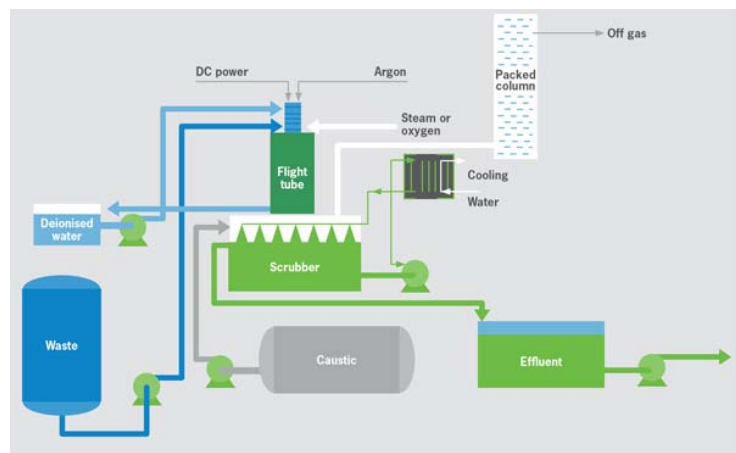 Off gas
DC power
Argon
Packed
column
Steam or
oxygen
Flight
tube
Cooling
Water
Deionised
water
Scrubber
Waste
Caustic
Effluent